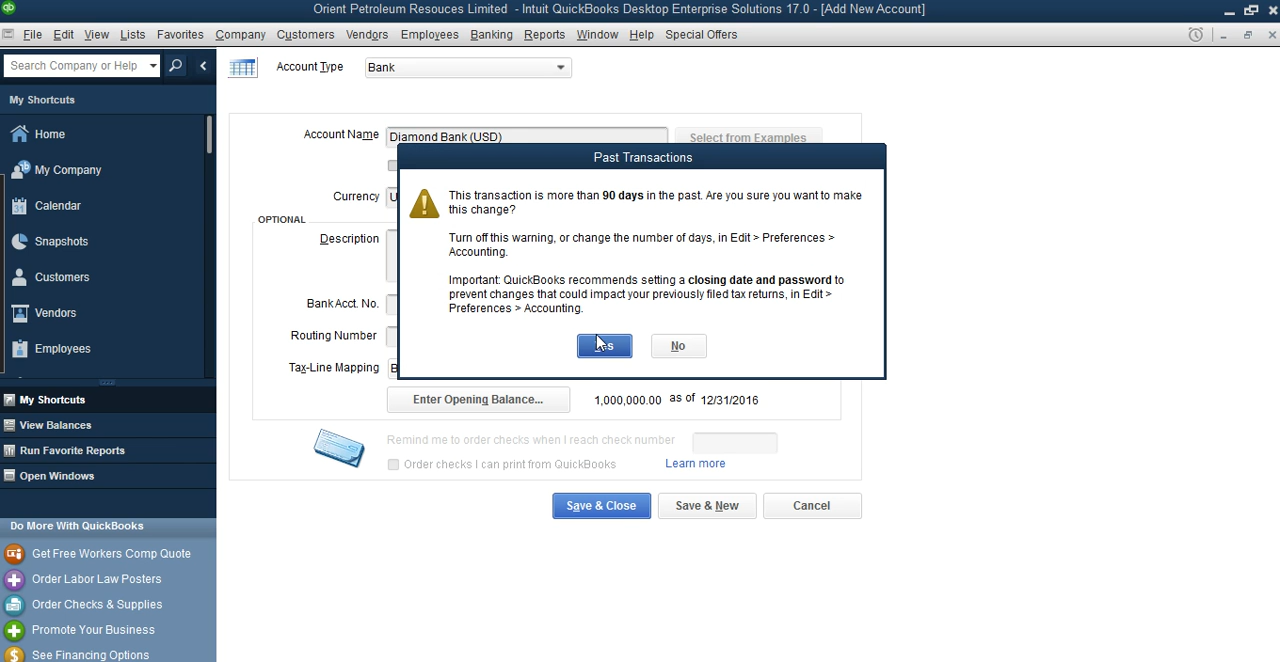 qb
Orient Petroleum Resouces Limited - Intuit QuickBooks Desktop Enterprise Solutions 17.0 - [Add New Account]
File Edit View Lists Favorites Company Customers Vendors Employees Banking Reports Window Help Special Offers
Search Company or Help
Account Type
Bank
My Shortcuts
Home
My Company
Calendar
31
Snapshots
Customers
Vendors
Employees
My Shortcuts
View Balances
Run Favorite Reports
Open Windows
Do More With QuickBooks
Get Free Workers Comp Quote
Order Labor Law Posters
Order Checks & Supplies
Promote Your Business
$ See Financing Options
Account Name
Diamond Bank (USD)
Select from Examples
Currency
U
OPTIONAL
Description
Bank Acct. No.
Routing Number
Tax-Line Mapping
Past Transactions
This transaction is more than 90 days in the past. Are you sure you want to make
this change?
Turn off this warning, or change the number of days, in Edit > Preferences >
Accounting.
Important: QuickBooks recommends setting a closing date and password to
prevent changes that could impact your previously filed tax returns, in Edit >
Preferences > Accounting.
Yes
No
Enter Opening Balance...
1,000,000.00 as of 12/31/2016
Remind me to order checks when I reach check number
Order checks I can print from QuickBooks
Learn more
Save & Close
Save & New
Cancel